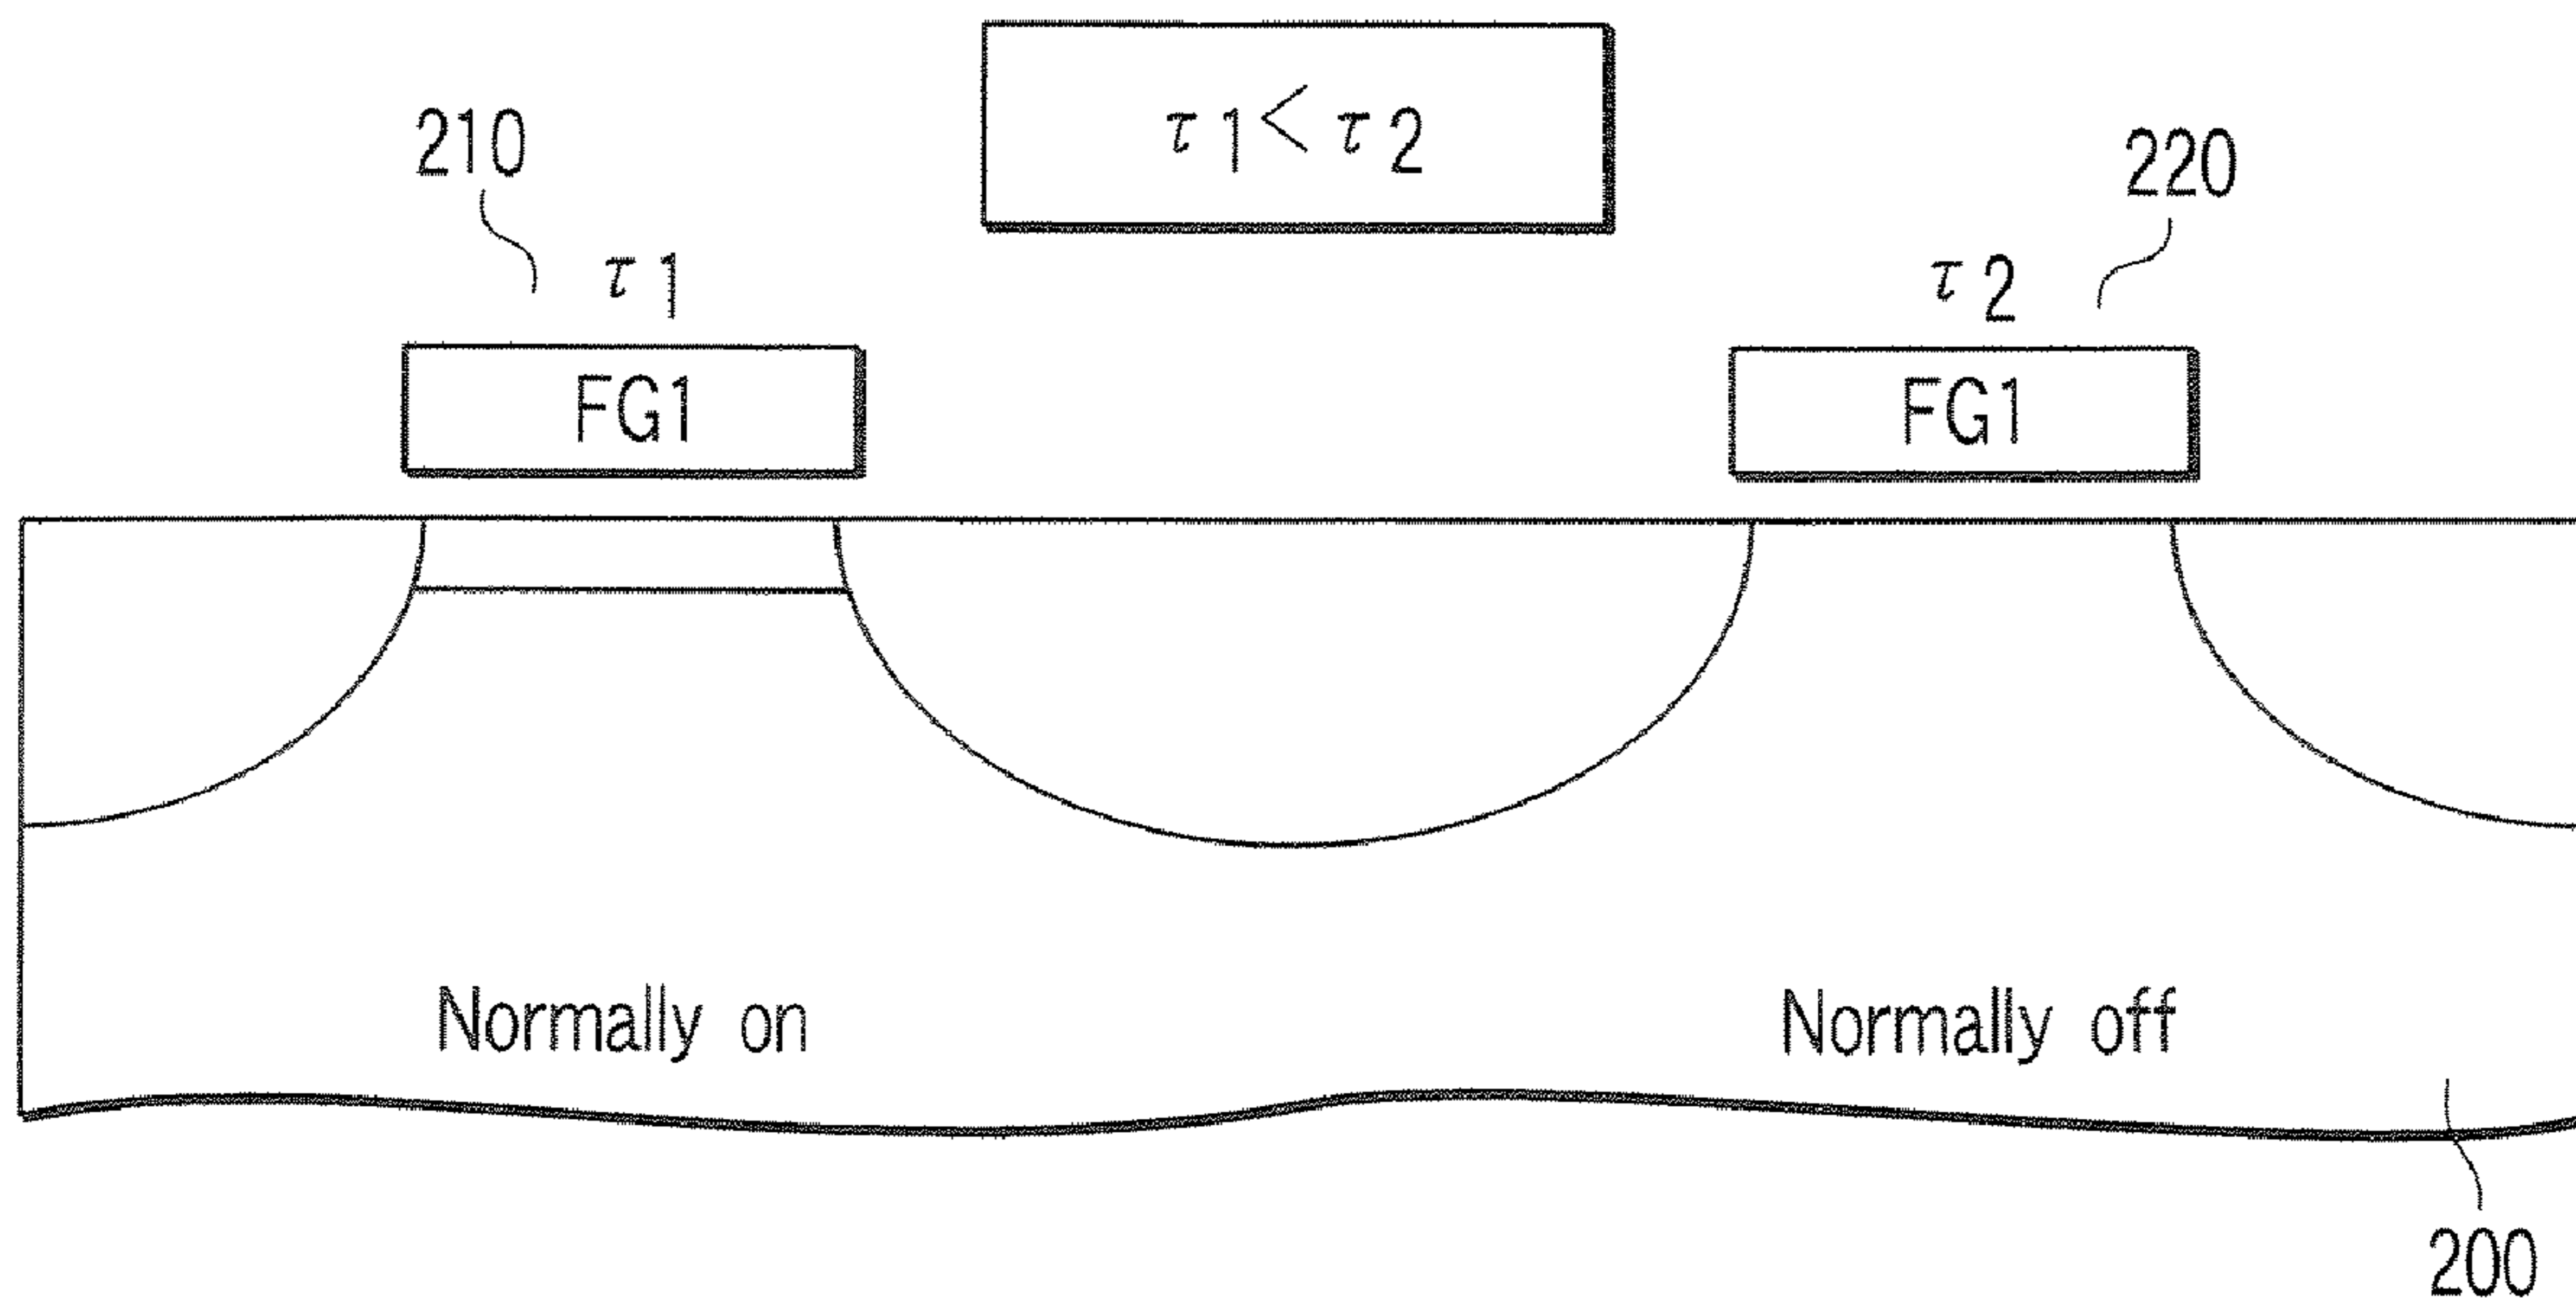 τ1<τ2
210
220
τ1
τ2
FG1
FG1
Normally on
Normally off
200